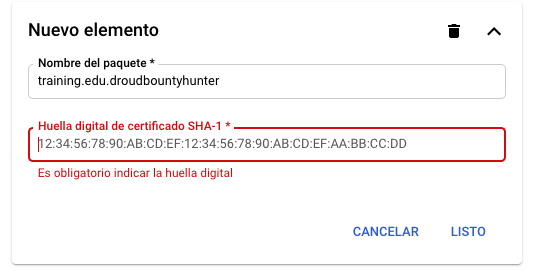 Nuevo elemento
Nombre del paquete *
training.edu.droudbountyhunter
Huella digital de certificado SHA-1 *
12:34:56:78:90:AB:CD:EF:12:34:56:78:90:AB:CD:EF:AA:BB:CC:DD
Es obligatorio indicar la huella digital
CANCELAR LISTO